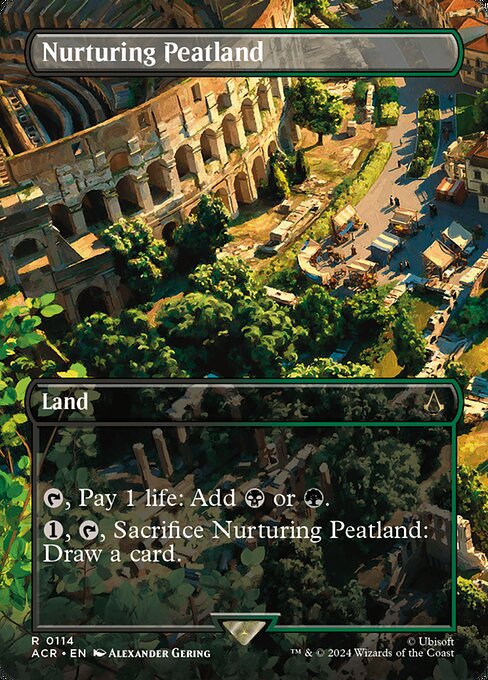 Nurturing Peatland
Land
, Pay 1 life: Add or .
1, , Sacrifice Nurturing Peatland:
Draw a card.
R 0114
ACR • EN Alexander Gering
© Ubisoft
™ & © 2024 Wizards of the Coast